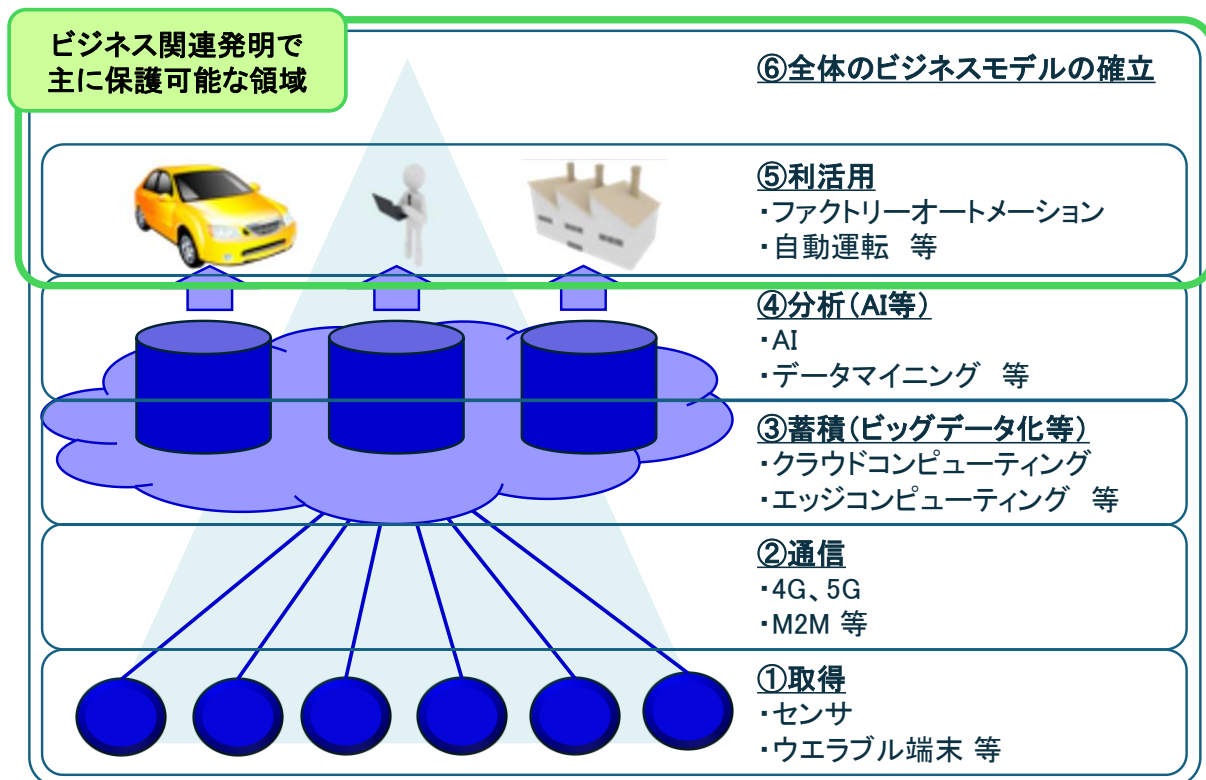 ビジネス関連発明で
主に保護可能な領域
⑥全体のビジネスモデルの確立
⑤利活用
・ファクトリーオートメーション
・自動運転　等
④分析(AI等)
・AI
・データマイニング　等
③蓄積(ビッグデータ化等)
・クラウドコンピューティング
・エッジコンピューティング　等
②通信
・4G、5G
・M2M 等
①取得
・センサ
・ウエラブル端末 等